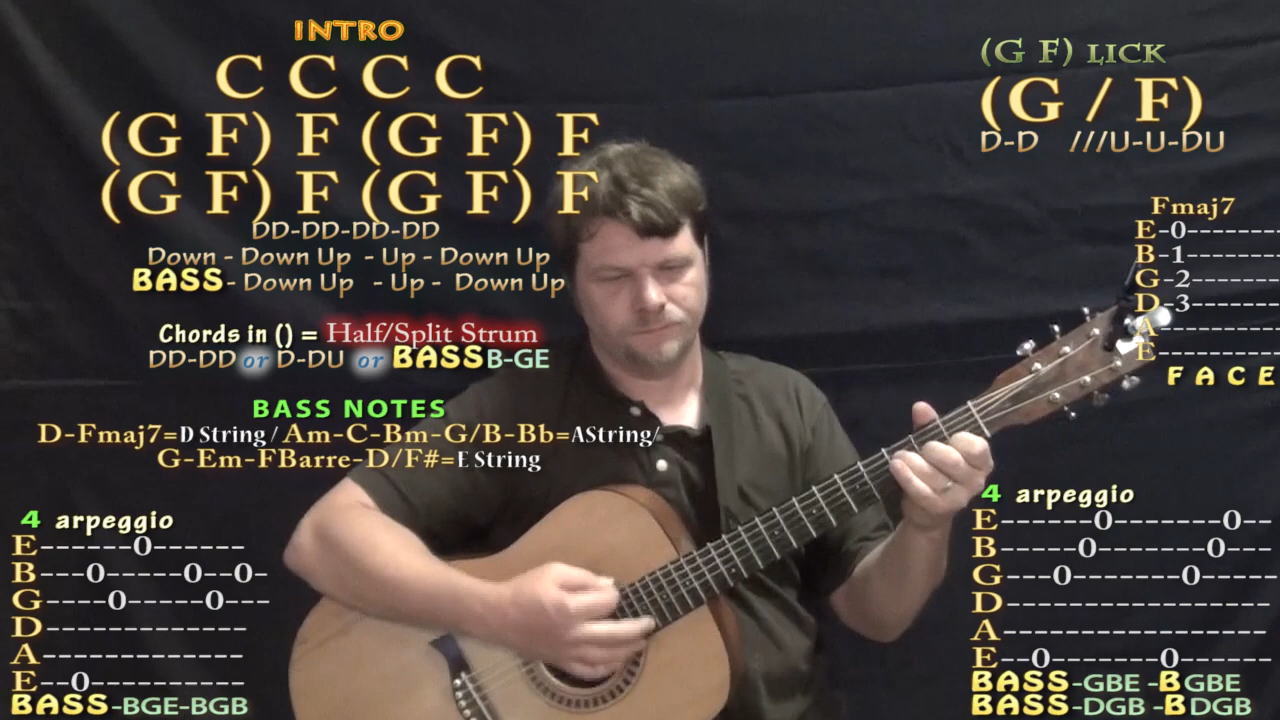 INTRO
C C C C
(G F) F (G F) F
(G F) F (G F) F
DD-DD-DD-DD
Down - Down Up - Up - Down Up
BASS - Down Up - Up - Down Up
Chords in () = Half/Split Strum
DD-DD or D-DU or BASS B-GE
BASS NOTES
D-Fmaj7=D String / Am-C-Bm-G/B-Bb=AString/
G-Em-FBarre-D/F#=E String
4 arpeggio
E------0------
B---0-----0--0-
G----0-----0---
D-------------
A-------------
E--0----------
BASS-BGE-BGB
(G F) LICK
(G / F)
D-D ///U-U-DU
Fmaj7
E-0-------
B-1-------
G-2-------
D-3-------
A--------
E--------
F A C E
4 arpeggio
E------0------0--
B-----0------0---
G---0------0-----
D---------------
A---------------
E--0------0------
BASS-GBE -BGBE
BASS-DGB -BDGB